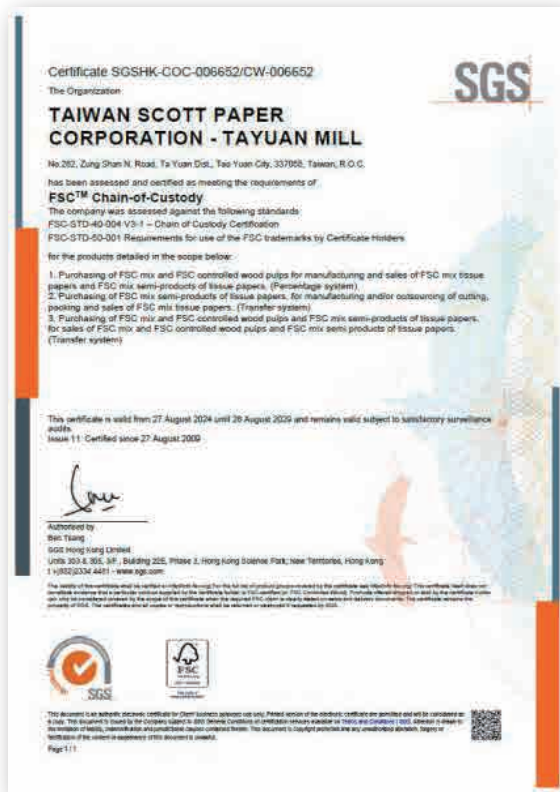 Certificate SGSHK-COC-006652/CW-006652
SGS
The Organization
TAIWAN SCOTT PAPER
CORPORATION - TAYUAN MILL
No.282, Zung Shan N. Road, Ta Yuan Dist., Tao Yuan City, 337058, Taiwan, R.O.C.
has been assessed and certified as meeting the requirements of
FSC™ Chain-of-Custody
The company was assessed against the following standards
FSC-STD-40-004 V3-1 – Chain of Custody Certification
FSC-STD-50-001 Requirements for use of the FSC trademarks by Certificate Holders
for the products detailed in the scope below:
1. Purchasing of FSC mix and FSC controlled wood pulps for manufacturing and sales of FSC mix tissue
papers and FSC mix semi-products of tissue papers. (Percentage system)
2. Purchasing of FSC mix semi-products of tissue papers, for manufacturing and/or outsourcing of cutting,
packing and sales of FSC mix tissue papers. (Transfer system)
3. Purchasing of FSC mix and FSC controlled wood pulps and FSC mix semi-products of tissue papers,
for sales of FSC mix and FSC controlled wood pulps and FSC mix semi products of tissue papers.
(Transfer system)
This certificate is valid from 27 August 2024 until 26 August 2029 and remains valid subject to satisfactory surveillance
audits.
Issue 11. Certified since 27 August 2009
Authorised by
Ben Tsang
SGS Hong Kong Limited
Units 303 & 305, 3/F., Building 22E, Phase 3, Hong Kong Science Park, New Territories, Hong Kong
t +(852)2334 4481 - www.sgs.com
SGS
FSC
Page 1 / 1